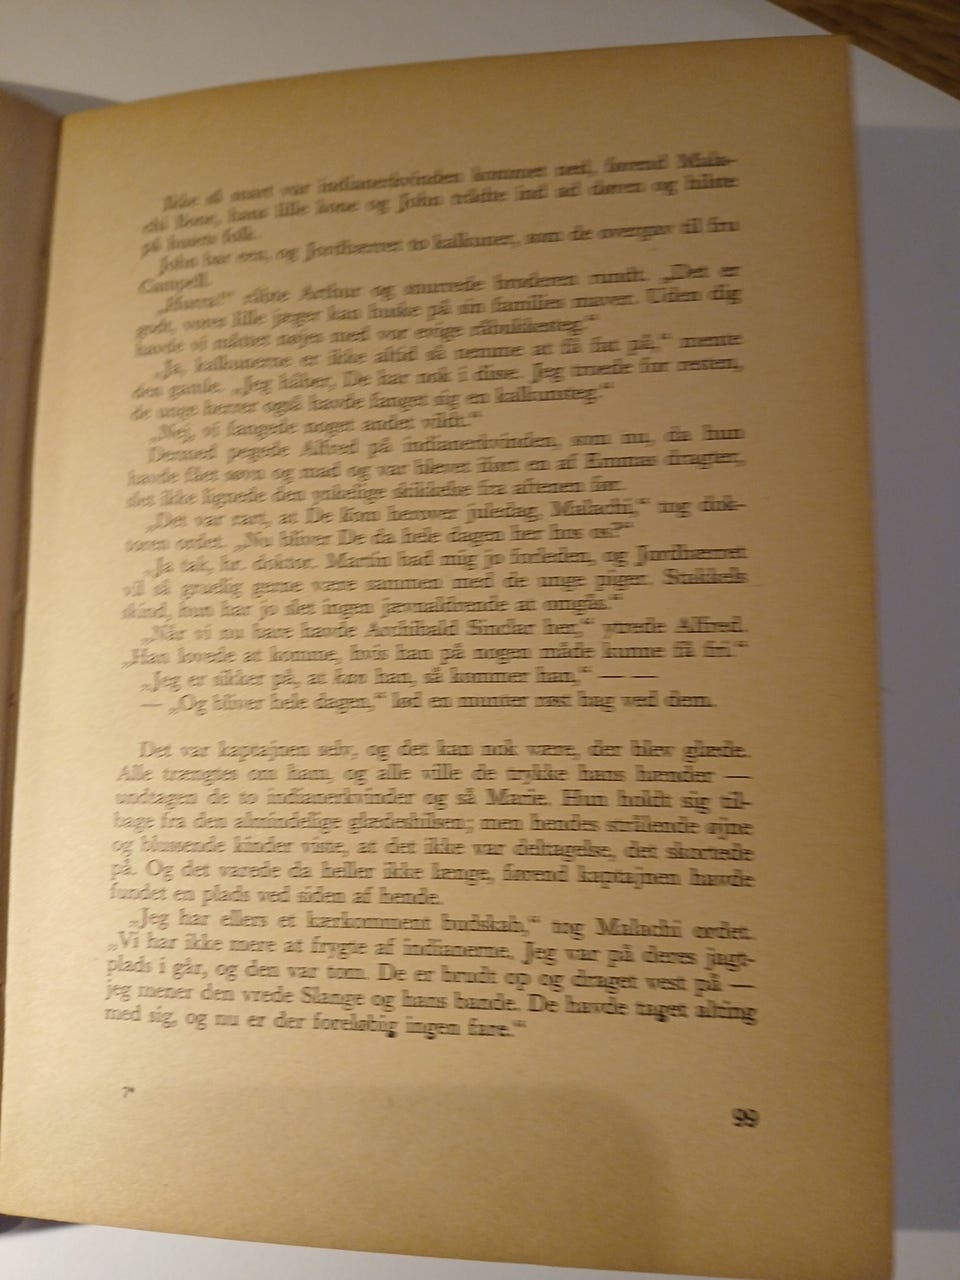 Ikke så snart var indianerkvinden kommet ned, førend Mala-
chi Bone, hans lille kone og John trådte ind ad døren og hilste
på husets folk.
John bar een, og Jordbærret to kalkuner, som de overgav til fru
Campell.
„Hurra!“ råbte Arthur og snurrede broderen rundt. „Det er
godt, vores lille jæger kan huske på sin families maver. Uden dig
havde vi måttet nøjes med vor evige
„Ja, kalkunerne er ikke altid så nemme at få fat på,“ mente
den gamle. „Jeg håber, De har nok i disse. Jeg troede for resten,
de unge herrer også havde fanget sig en kalkunsteg.“
„Nej, vi fangede noget andet vildt.“
Dermed pegede Alfred på indianerkvinden, som nu, da hun
havde fået søvn og mad og var blevet iført en af Emmas dragter,
slet ikke lignede den ynkelige skikkelse fra aftenen før.
„Det var rart, at De kom herover juledag, Malachi,“ tog dok-
toren ordet. „Nu bliver De da hele dagen her hos os?“
„Ja tak, hr. doktor. Martin bad mig jo forleden, og Jordbærret
vil så gruelig gerne være sammen med de unge piger. Stakkels
skind, hun har jo slet ingen jævnaldrende at omgås.“
„Når vi nu bare havde Archibald Sinclar her,“ ytrede Alfred.
„Han lovede at komme, hvis han på nogen måde kunne få fri.“
„Jeg er sikker på, at kan han, så kommer han,“ — —
— „Og bliver hele dagen,“ lød en munter røst bag ved dem.
Det var kaptajnen selv, og det kan nok være, der blev glæde.
Alle trængtes om ham, og alle ville de trykke hans hænder —
undtagen de to indianerkvinder og så Marie. Hun holdt sig til-
bage fra den almindelige glædeshilsen; men hendes strålende øjne
og blussende kinder viste, at det ikke var deltagelse, det skortede
på. Og det varede da heller ikke længe, førend kaptajnen havde
fundet en plads ved siden af hende.
„Jeg har ellers et kærkomment budskab,“ tog Malachi ordet.
„Vi har ikke mere at frygte af indianerne. Jeg var på deres jagt-
plads i går, og den var tom. De er brudt op og draget vest på —
jeg mener den vrede Slange og hans bande. De havde taget alting
med sig, og nu er der foreløbig ingen fare.“
7*
99